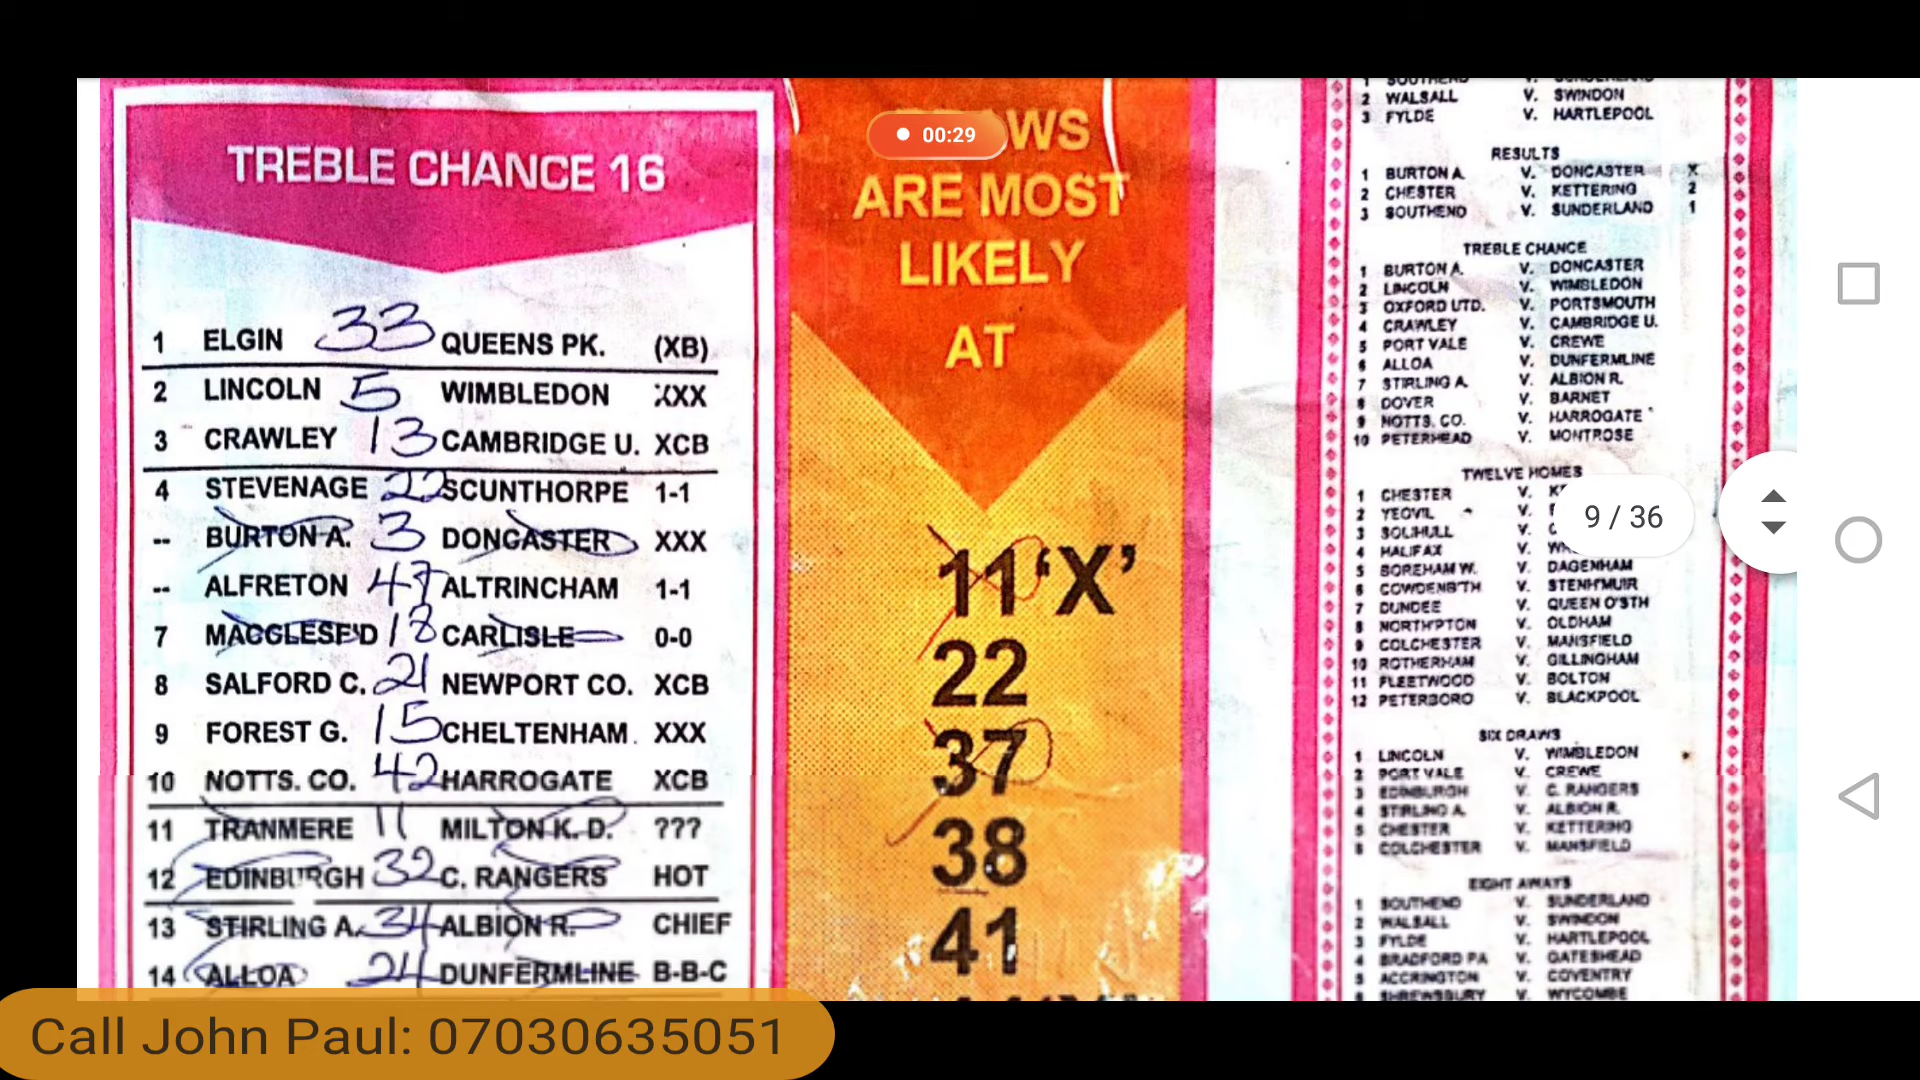 TREBLE CHANCE 16
1 ELGIN 33 QUEENS PK. (XB)
2 LINCOLN 5 WIMBLEDON XXX
3 CRAWLEY 13 CAMBRIDGE U. XCB
4 STEVENAGE 22 SCUNTHORPE 1-1
-- BURTON A. 3 DONCASTER XXX
-- ALFRETON 47 ALTRINCHAM 1-1
7 MACCLESF'D 18 CARLISLE 0-0
8 SALFORD C. 21 NEWPORT CO. XCB
9 FOREST G. 15 CHELTENHAM. XXX
10 NOTTS. CO. 42 HARROGATE XCB
11 TRANMERE 11 MILTON K. D. ???
12 EDINBURGH 32 C. RANGERS HOT
13 STIRLING A. 34 ALBION R. CHIEF
14 ALLOA 24 DUNFERMLINE B-B-C
00:29
WS
ARE MOST
LIKELY
AT
11 'X'
22
37
38
41
1 SOUTHEND V. SUNDERLAND
2 WALSALL V. SWINDON
3 FYLDE V. HARTLEPOOL
RESULTS
1 BURTON A. V. DONCASTER X
2 CHESTER V. KETTERING 2
3 SOUTHEND V. SUNDERLAND 1
TREBLE CHANCE
1 BURTON A. V. DONCASTER
2 LINCOLN V. WIMBLEDON
3 OXFORD UTD. V. PORTSMOUTH
4 CRAWLEY V. CAMBRIDGE U.
5 PORT VALE V. CREWE
6 ALLOA V. DUNFERMLINE
7 STIRLING A. V. ALBION R.
8 DOVER V. BARNET
9 NOTTS. CO. V. HARROGATE
10 PETERHEAD V. MONTROSE
TWELVE HOMES
1 CHESTER V.
2 YEOVIL V.
3 SOLIHULL V.
4 HALIFAX V.
5 BOREHAM W. V. DAGENHAM
6 COWDENB'TH V. STENH'MUIR
7 DUNDEE V. QUEEN O'STH
8 NORTH'PTON V. OLDHAM
9 COLCHESTER V. MANSFIELD
10 ROTHERHAM V. GILLINGHAM
11 FLEETWOOD V. BOLTON
12 PETERBORO V. BLACKPOOL
SIX DRAWS
1 LINCOLN V. WIMBLEDON
2 PORT VALE V. CREWE
3 EDINBURGH V. C. RANGERS
4 STIRLING A. V. ALBION R.
5 CHESTER V. KETTERING
6 COLCHESTER V. MANSFIELD
EIGHT AWAYS
1 SOUTHEND V. SUNDERLAND
2 WALSALL V. SWINDON
3 FYLDE V. HARTLEPOOL
4 BRADFORD PA V. GATESHEAD
5 ACCRINGTON V. COVENTRY
6 SHREWSBURY V. WYCOMBE
9 / 36
Call John Paul: 07030635051